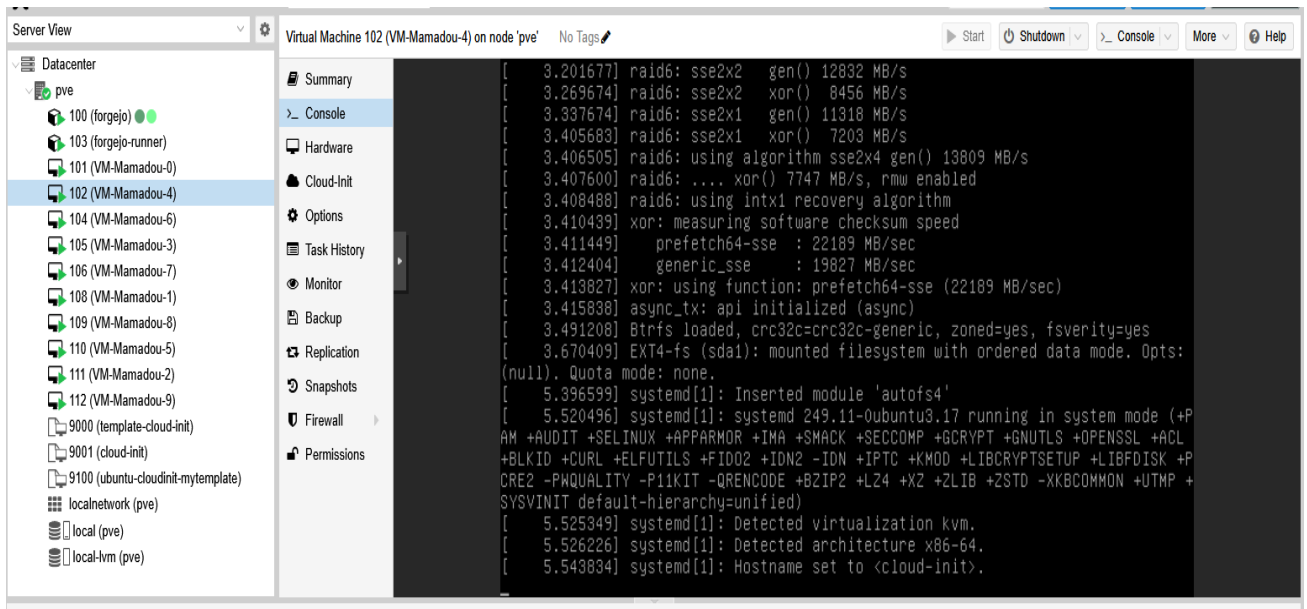 Server View
Virtual Machine 102 (VM-Mamadou-4) on node 'pve'
No Tags
Start
Shutdown
Console
More
Help
Datacenter
pve
100 (forgejo)
103 (forgejo-runner)
101 (VM-Mamadou-0)
102 (VM-Mamadou-4)
104 (VM-Mamadou-6)
105 (VM-Mamadou-3)
106 (VM-Mamadou-7)
108 (VM-Mamadou-1)
109 (VM-Mamadou-8)
110 (VM-Mamadou-5)
111 (VM-Mamadou-2)
112 (VM-Mamadou-9)
9000 (template-cloud-init)
9001 (cloud-init)
9100 (ubuntu-cloudinit-mytemplate)
localnetwork (pve)
local (pve)
local-lvm (pve)
Summary
Console
Hardware
Cloud-Init
Options
Task History
Monitor
Backup
Replication
Snapshots
Firewall
Permissions
[    3.201677] raid6: sse2x2   gen() 12832 MB/s
[    3.269674] raid6: sse2x2   xor()  8456 MB/s
[    3.337674] raid6: sse2x1   gen() 11318 MB/s
[    3.405683] raid6: sse2x1   xor()  7203 MB/s
[    3.406505] raid6: using algorithm sse2x4 gen() 13809 MB/s
[    3.407600] raid6: .... xor() 7747 MB/s, rmw enabled
[    3.408488] raid6: using intx1 recovery algorithm
[    3.410439] xor: measuring software checksum speed
[    3.411449]    prefetch64-sse  : 22189 MB/sec
[    3.412404]    generic_sse     : 19827 MB/sec
[    3.413827] xor: using function: prefetch64-sse (22189 MB/sec)
[    3.415838] async_tx: api initialized (async)
[    3.491208] Btrfs loaded, crc32c=crc32c-generic, zoned=yes, fsverity=yes
[    3.670409] EXT4-fs (sda1): mounted filesystem with ordered data mode. Opts:
(null). Quota mode: none.
[    5.396599] systemd[1]: Inserted module 'autofs4'
[    5.520496] systemd[1]: systemd 249.11-0ubuntu3.17 running in system mode (+P
AM +AUDIT +SELINUX +APPARMOR +IMA +SMACK +SECCOMP +GCRYPT +GNUTLS +OPENSSL +ACL
+BLKID +CURL +ELFUTILS +FIDO2 +IDN2 -IDN +IPTC +KMOD +LIBCRYPTSETUP +LIBFDISK +P
CRE2 -PWQUALITY -P11KIT -QRENCODE +BZIP2 +LZ4 +XZ +ZLIB +ZSTD -XKBCOMMON +UTMP +
SYSVINIT default-hierarchy=unified)
[    5.525349] systemd[1]: Detected virtualization kvm.
[    5.526226] systemd[1]: Detected architecture x86-64.
[    5.543834] systemd[1]: Hostname set to <cloud-init>.